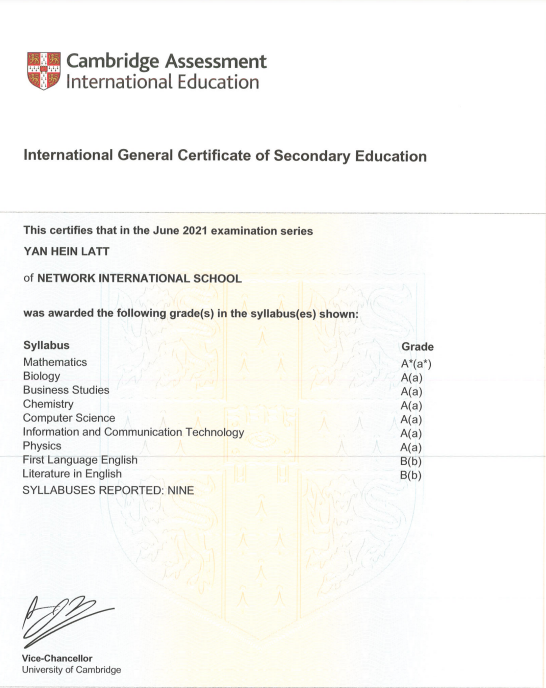 Cambridge Assessment
International Education
International General Certificate of Secondary Education
This certifies that in the June 2021 examination series
YAN HEIN LATT
of NETWORK INTERNATIONAL SCHOOL
was awarded the following grade(s) in the syllabus(es) shown:
Syllabus Grade
Mathematics A*(a*)
Biology A(a)
Business Studies A(a)
Chemistry A(a)
Computer Science A(a)
Information and Communication Technology A(a)
Physics A(a)
First Language English B(b)
Literature in English B(b)
SYLLABUSES REPORTED: NINE
Vice-Chancellor
University of Cambridge